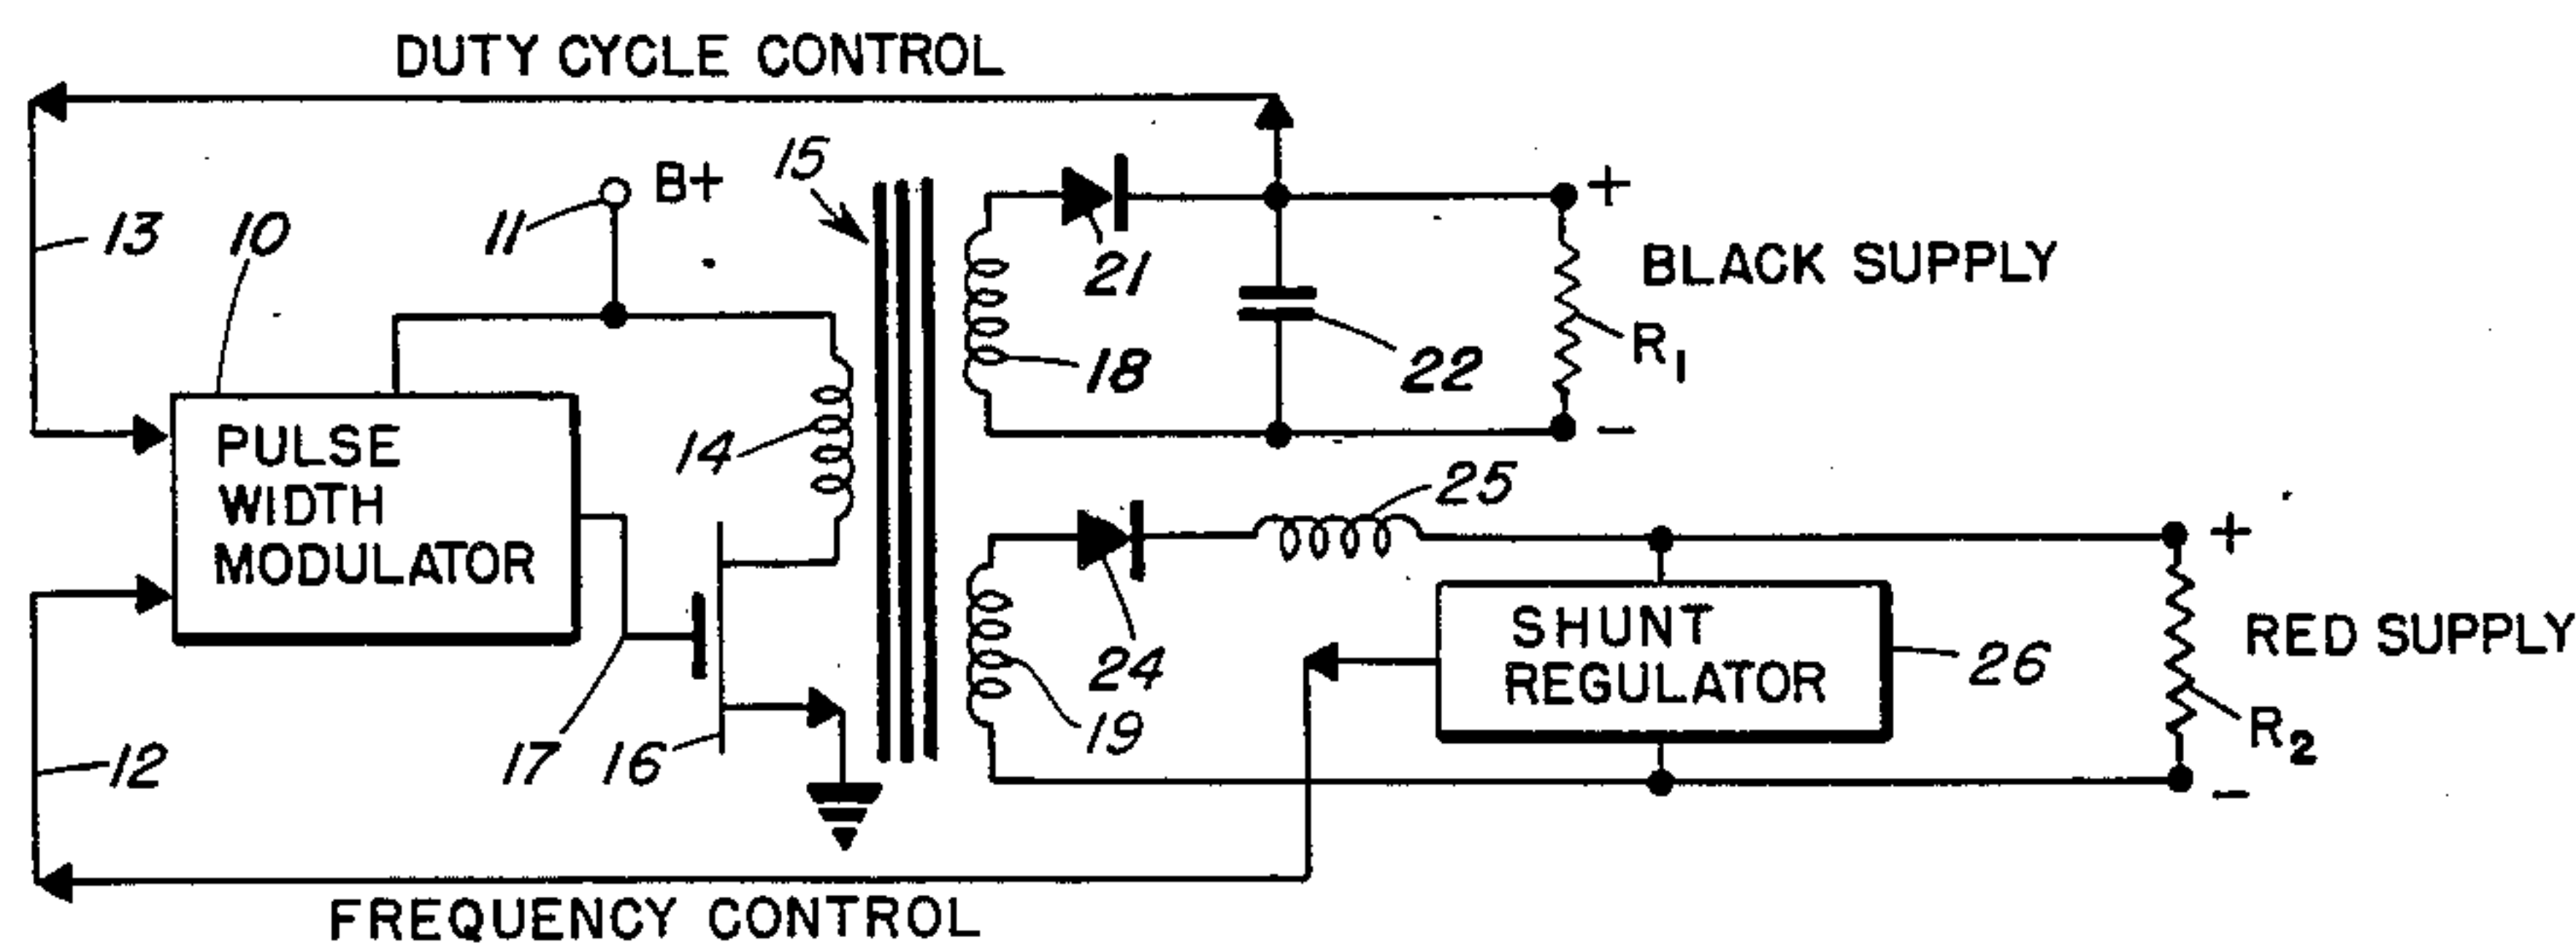 DUTY CYCLE CONTROL
15
B+
11
13
10
21
+
BLACK SUPPLY
R1
18
22
-
PULSE
WIDTH
MODULATOR
14
25
+
SHUNT
REGULATOR
RED SUPPLY
24
26
19
R2
17
16
12
-
FREQUENCY CONTROL